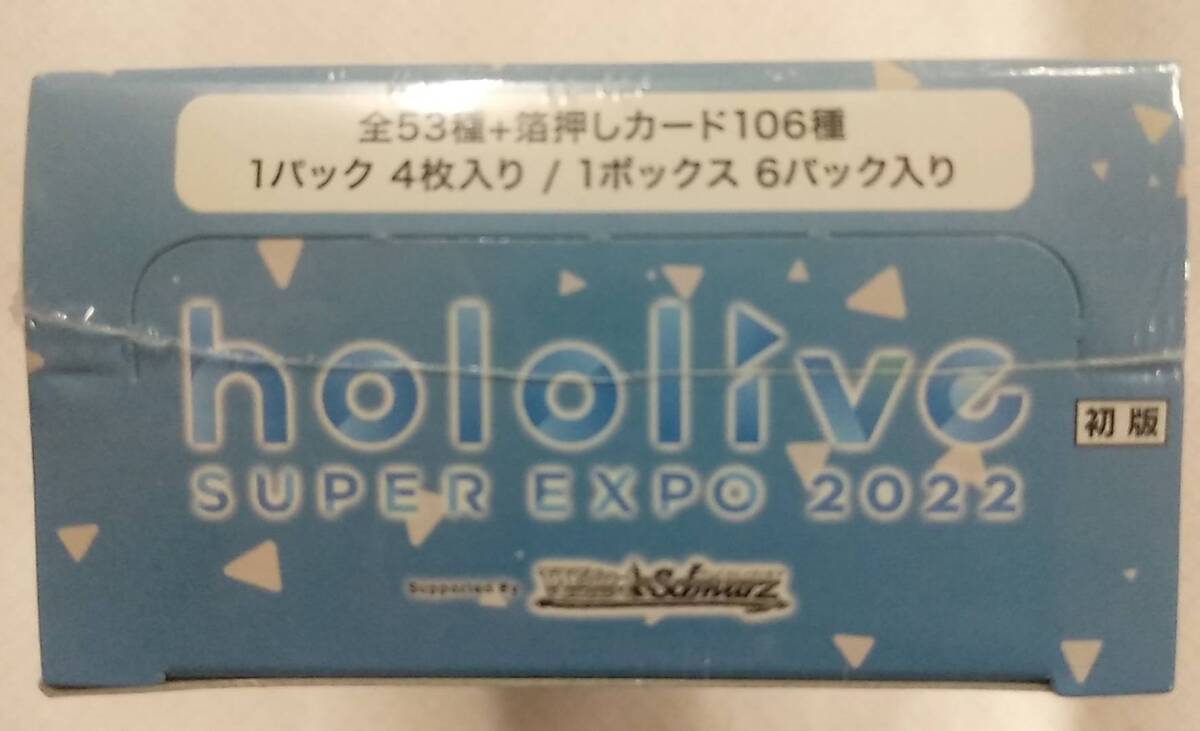 全53種+箔押しカード106種
1パック 4枚入り / 1ボックス 6パック入り
hololive
初版
SUPER EXPO 2022
Supported By Weiβ Schwarz